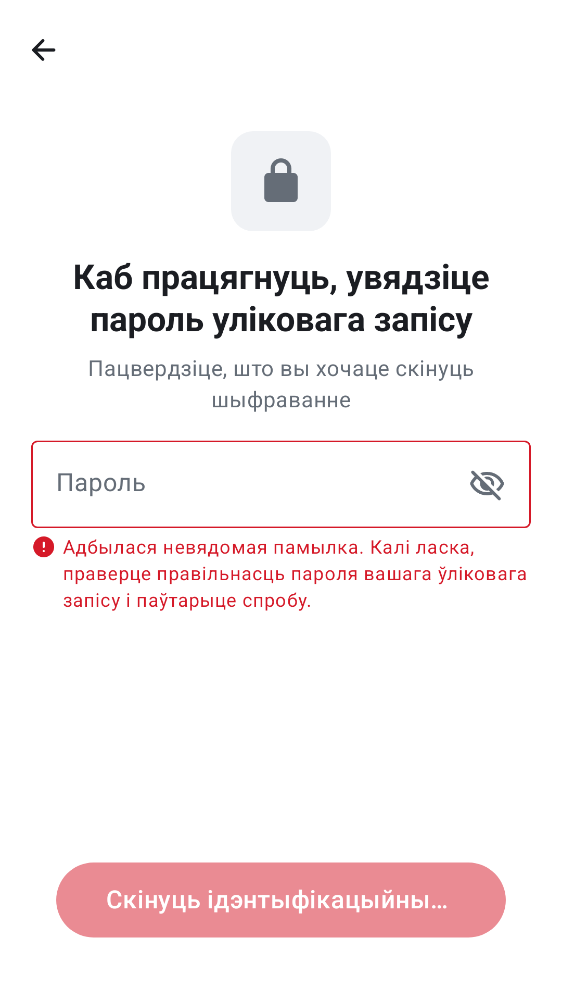 Каб працягнуць, увядзіце
пароль уліковага запісу
Пацвердзіце, што вы хочаце скінуць
шыфраванне
Пароль
Адбылася невядомая памылка. Калі ласка,
праверце правільнасць пароля вашага ўліковага
запісу і паўтарыце спробу.
Скінуць ідэнтыфікацыйны…